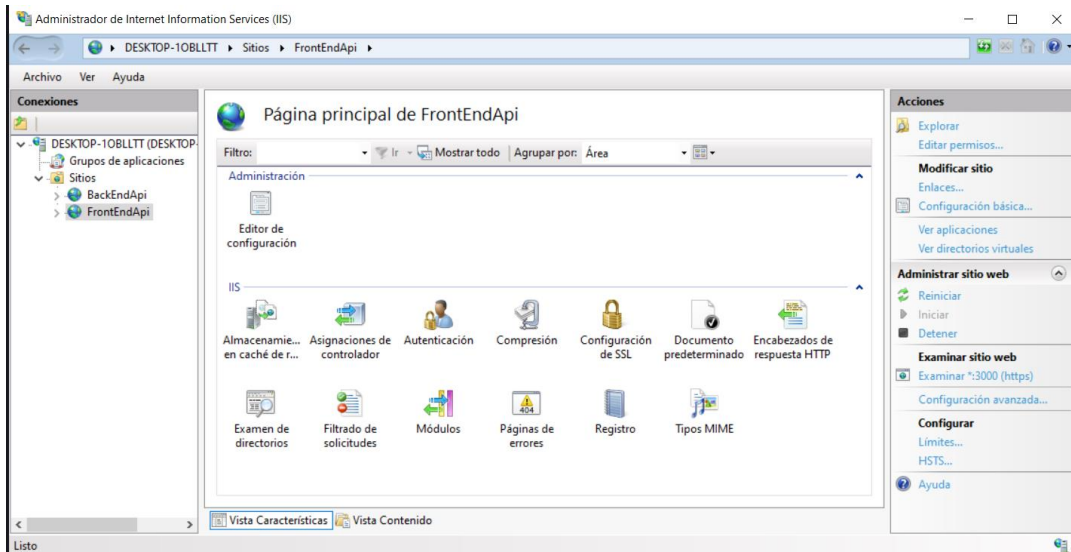 Administrador de Internet Information Services (IIS)
DESKTOP-1OBLLTT Sitios FrontEndApi
Archivo Ver Ayuda
Conexiones
DESKTOP-1OBLLTT (DESKTOP-
Grupos de aplicaciones
Sitios
BackEndApi
FrontEndApi
Página principal de FrontEndApi
Filtro: Ir Mostrar todo Agrupar por: Área
Administración
Editor de
configuración
IIS
Almacenamie... Asignaciones de Autenticación Compresión Configuración Documento Encabezados de
en caché de r... controlador de SSL predeterminado respuesta HTTP
404
Examen de Filtrado de Módulos Páginas de Registro Tipos MIME
directorios solicitudes errores
Vista Características Vista Contenido
Acciones
Explorar
Editar permisos...
Modificar sitio
Enlaces...
Configuración básica...
Ver aplicaciones
Ver directorios virtuales
Administrar sitio web
Reiniciar
Iniciar
Detener
Examinar sitio web
Examinar *:3000 (https)
Configuración avanzada...
Configurar
Límites...
HSTS...
Ayuda
Listo